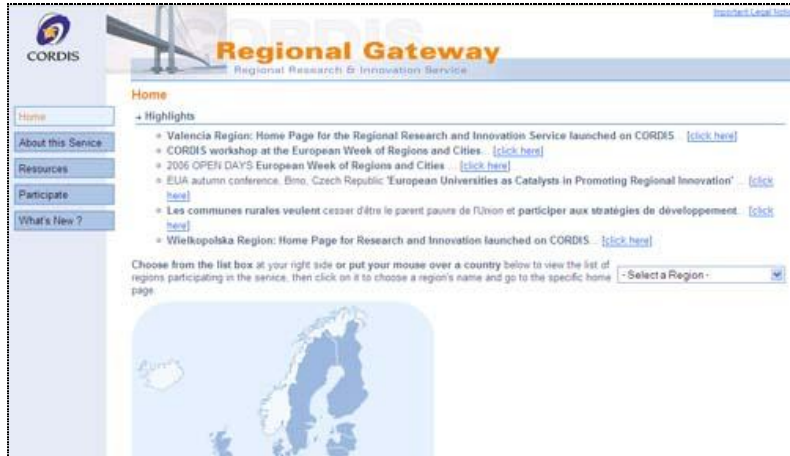 Important Legal Notice
CORDIS
Regional Gateway
Regional Research & Innovation Service
Home
Home
About this Service
Resources
Participate
What's New ?
Highlights
Valencia Region: Home Page for the Regional Research and Innovation Service launched on CORDIS... [click here]
CORDIS workshop at the European Week of Regions and Cities... [click here]
2006 OPEN DAYS European Week of Regions and Cities ... [click here]
EUA autumn conference, Brno, Czech Republic 'European Universities as Catalysts in Promoting Regional Innovation' ... [click
here]
Les communes rurales veulent cesser d'être le parent pauvre de l'Union et participer aux stratégies de développement. [click
here]
Wielkopolska Region: Home Page for Research and Innovation launched on CORDIS... [click here]
Choose from the list box at your right side or put your mouse over a country below to view the list of
regions participating in the service, then click on it to choose a region's name and go to the specific home
page.
- Select a Region -